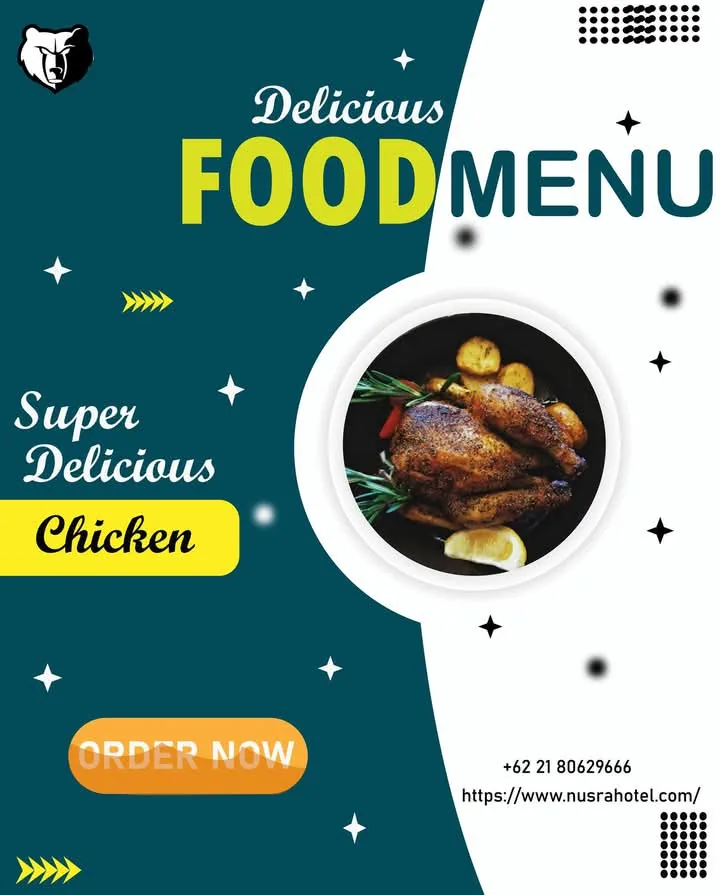 Delicious
FOODMENU
Super
Delicious
Chicken
ORDER NOW
+62 21 80629666
https://www.nusrahotel.com/